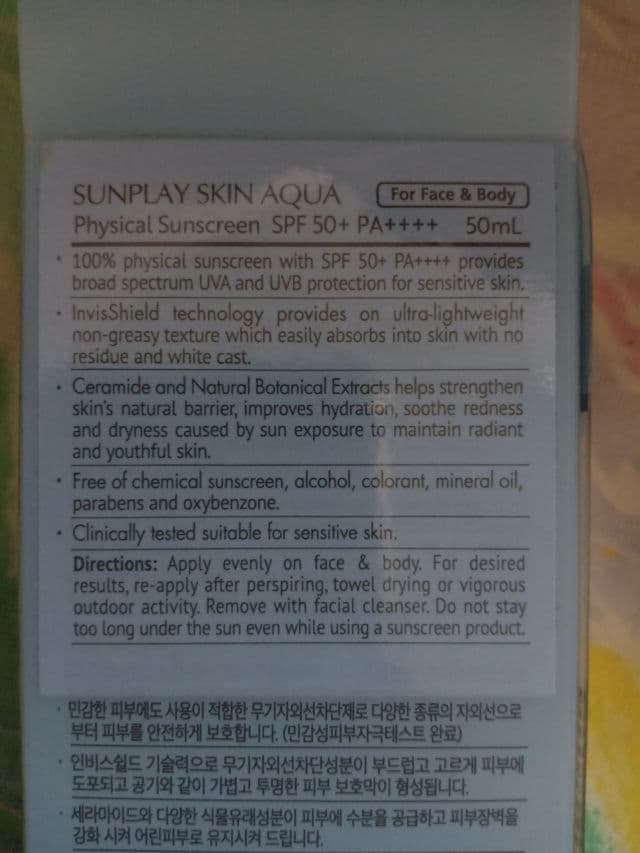 SUNPLAY SKIN AQUA For Face & Body
Physical Sunscreen SPF 50+ PA++++ 50mL
• 100% physical sunscreen with SPF 50+ PA++++ provides
broad spectrum UVA and UVB protection for sensitive skin.
• InvisShield technology provides on ultra-lightweight
non-greasy texture which easily absorbs into skin with no
residue and white cast.
• Ceramide and Natural Botanical Extracts helps strengthen
skin's natural barrier, improves hydration, soothe redness
and dryness caused by sun exposure to maintain radiant
and youthful skin.
• Free of chemical sunscreen, alcohol, colorant, mineral oil,
parabens and oxybenzone.
• Clinically tested suitable for sensitive skin.
Directions: Apply evenly on face & body. For desired
results, re-apply after perspiring, towel drying or vigorous
outdoor activity. Remove with facial cleanser. Do not stay
too long under the sun even while using a sunscreen product.
· 민감한 피부에도 사용이 적합한 무기자외선차단제로 다양한 종류의 자외선으로
부터 피부를 안전하게 보호합니다. (민감성피부자극테스트 완료)
· 인비스쉴드 기술력으로 무기자외선차단성분이 부드럽고 고르게 피부에
도포되고 공기와 같이 가볍고 투명한 피부 보호막이 형성됩니다.
· 세라마이드와 다양한 식물유래성분이 피부에 수분을 공급하고 피부장벽을
강화 시켜 어린피부로 유지시켜 드립니다.